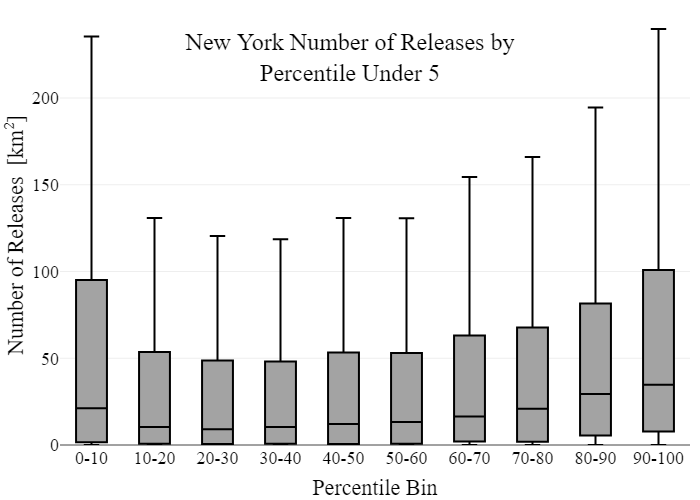 New York Number of Releases by
Percentile Under 5
Number of Releases [km²]
200
150
100
50
0
0-10 10-20 20-30 30-40 40-50 50-60 60-70 70-80 80-90 90-100
Percentile Bin